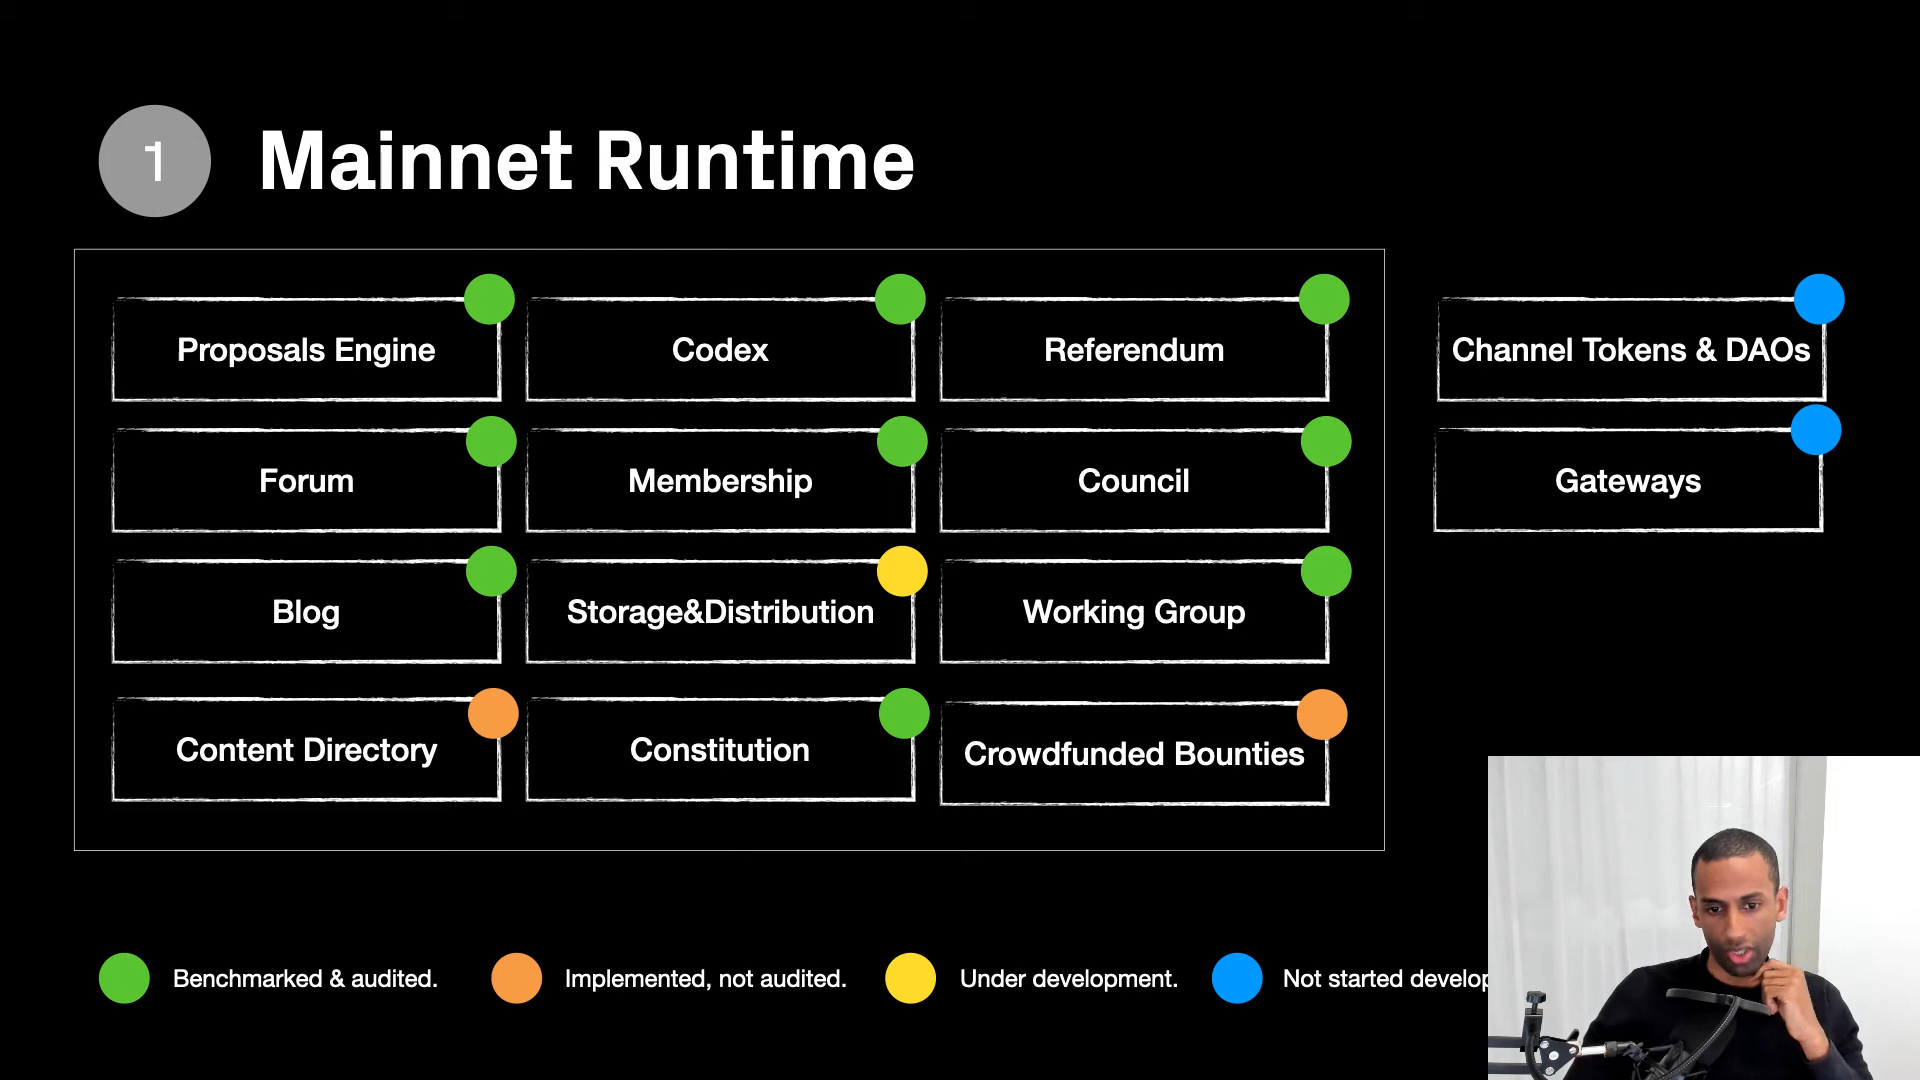 1 Mainnet Runtime
Proposals Engine
Codex
Referendum
Channel Tokens & DAOs
Forum
Membership
Council
Gateways
Blog
Storage&Distribution
Working Group
Content Directory
Constitution
Crowdfunded Bounties
Benchmarked & audited.
Implemented, not audited.
Under development.
Not started